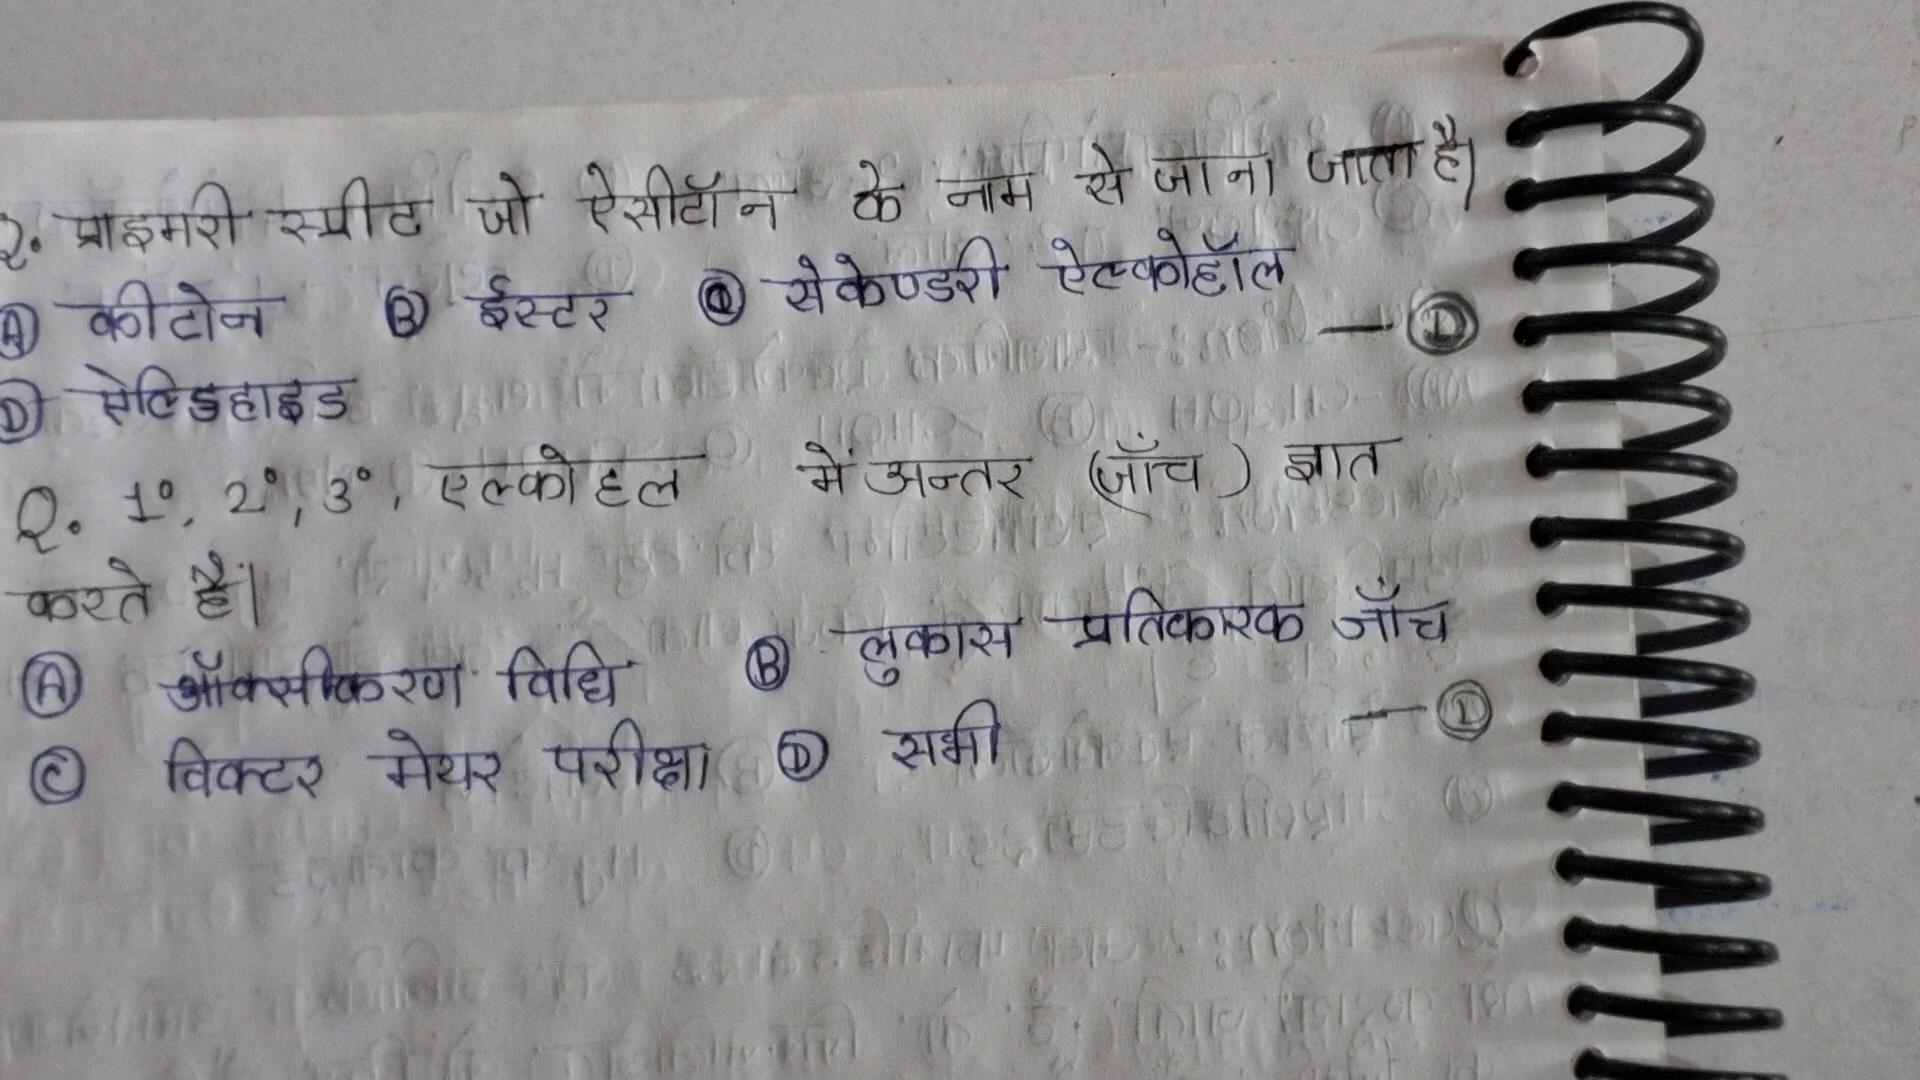 Q. प्राइमरी स्प्रीट जो ऐसीटॉन के नाम से जाना जाता है।
Ⓐ कीटोन Ⓑ ईस्टर Ⓒ सेकेण्डरी ऐल्कोहॉल
— Ⓓ
Ⓓ ऐल्डिहाइड
Q. 1°, 2°, 3°, एल्कोहल में अन्तर (जाँच) ज्ञात
करते हैं।
Ⓐ ऑक्सीकरण विधि Ⓑ लुकास प्रतिकारक जाँच
— Ⓓ
Ⓒ विक्टर मेयर परीक्षा Ⓓ सभी